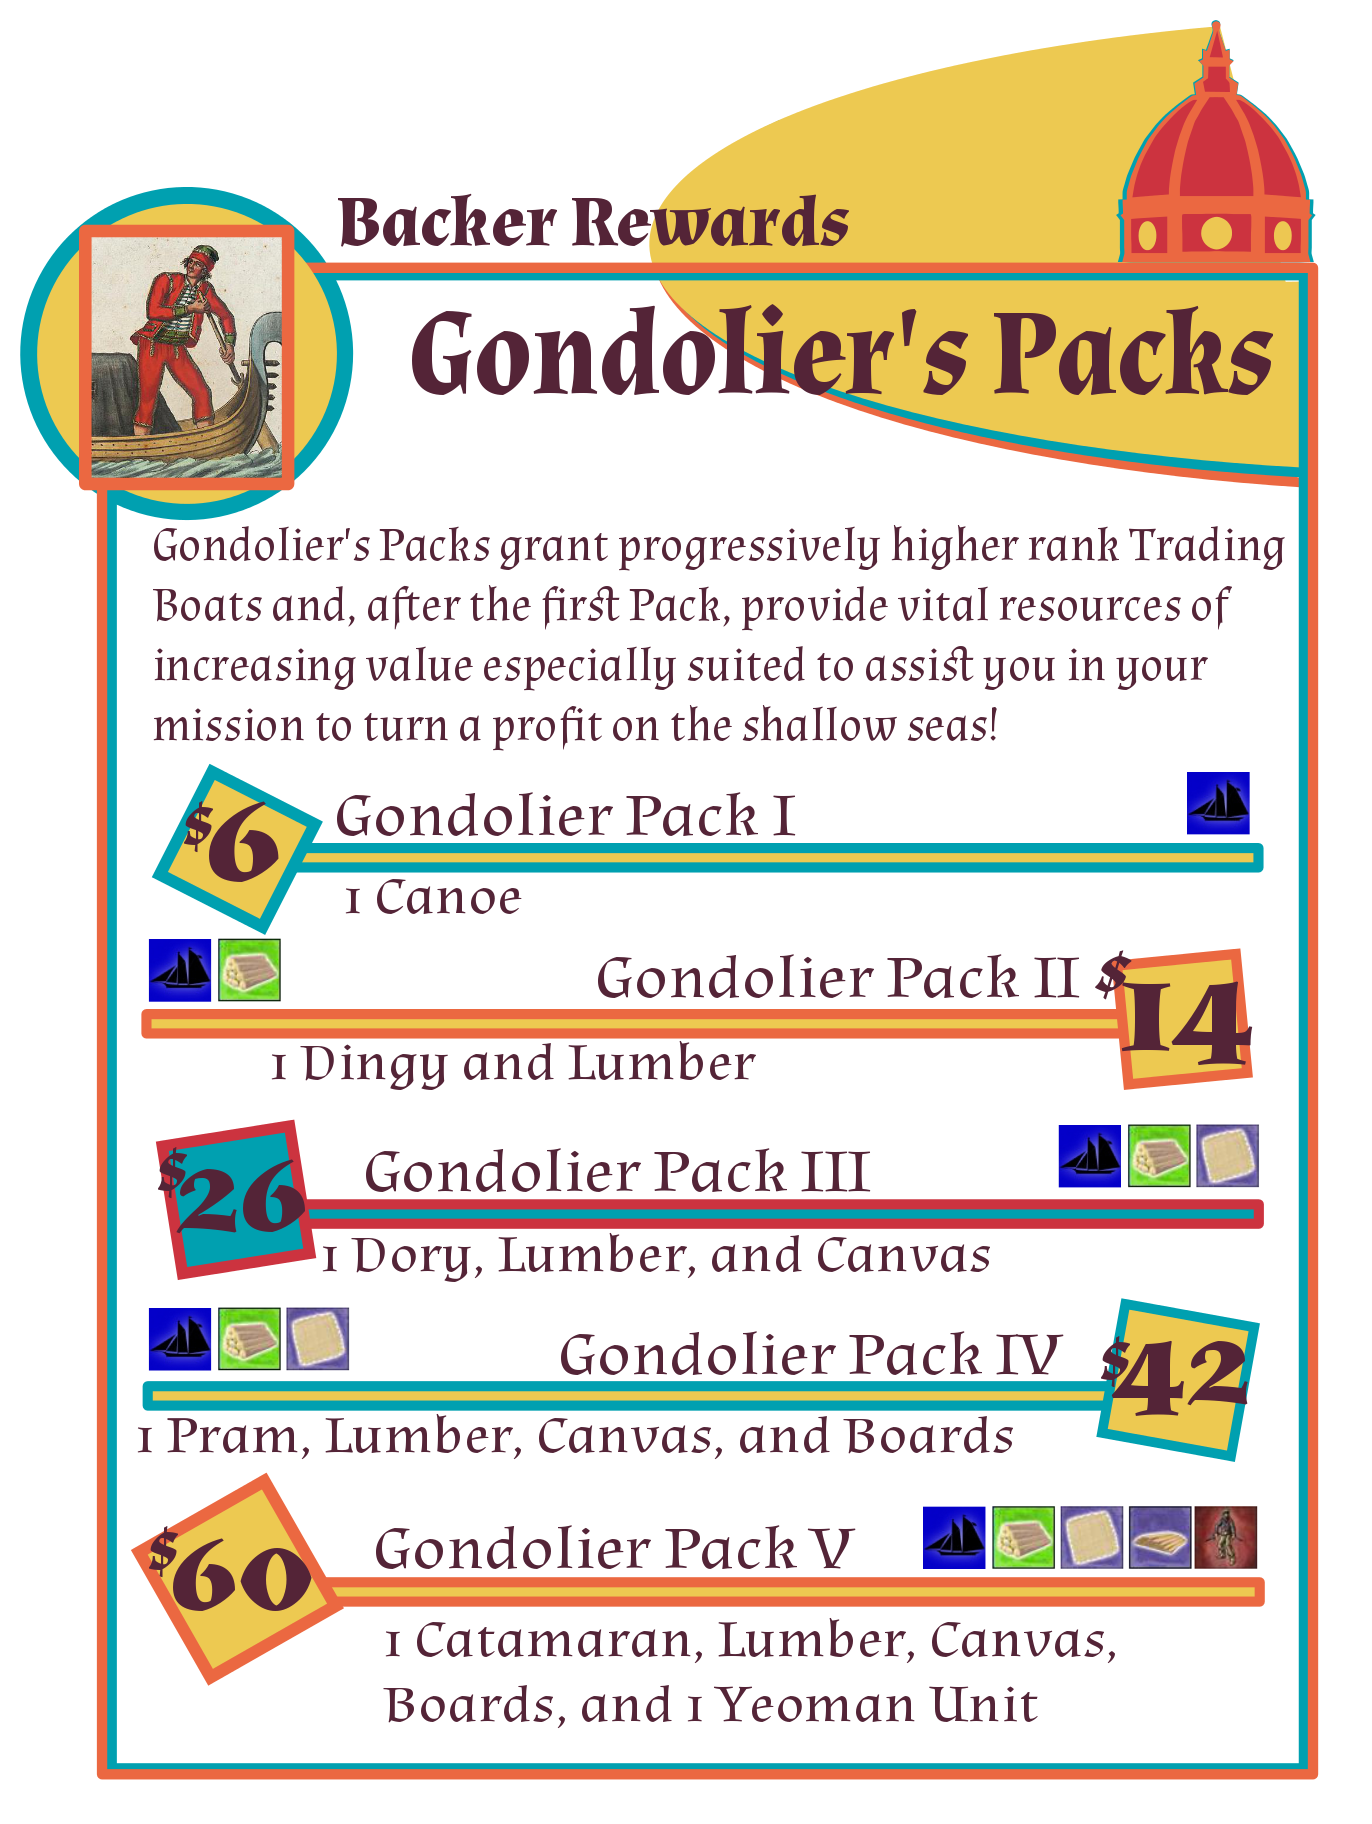 Backer Rewards
Gondolier's Packs
Gondolier's Packs grant progressively higher rank Trading
Boats and, after the first Pack, provide vital resources of
increasing value especially suited to assist you in your
mission to turn a profit on the shallow seas!
$6 Gondolier Pack I
1 Canoe
Gondolier Pack II $14
1 Dingy and Lumber
$26 Gondolier Pack III
1 Dory, Lumber, and Canvas
Gondolier Pack IV $42
1 Pram, Lumber, Canvas, and Boards
$60 Gondolier Pack V
1 Catamaran, Lumber, Canvas,
Boards, and 1 Yeoman Unit